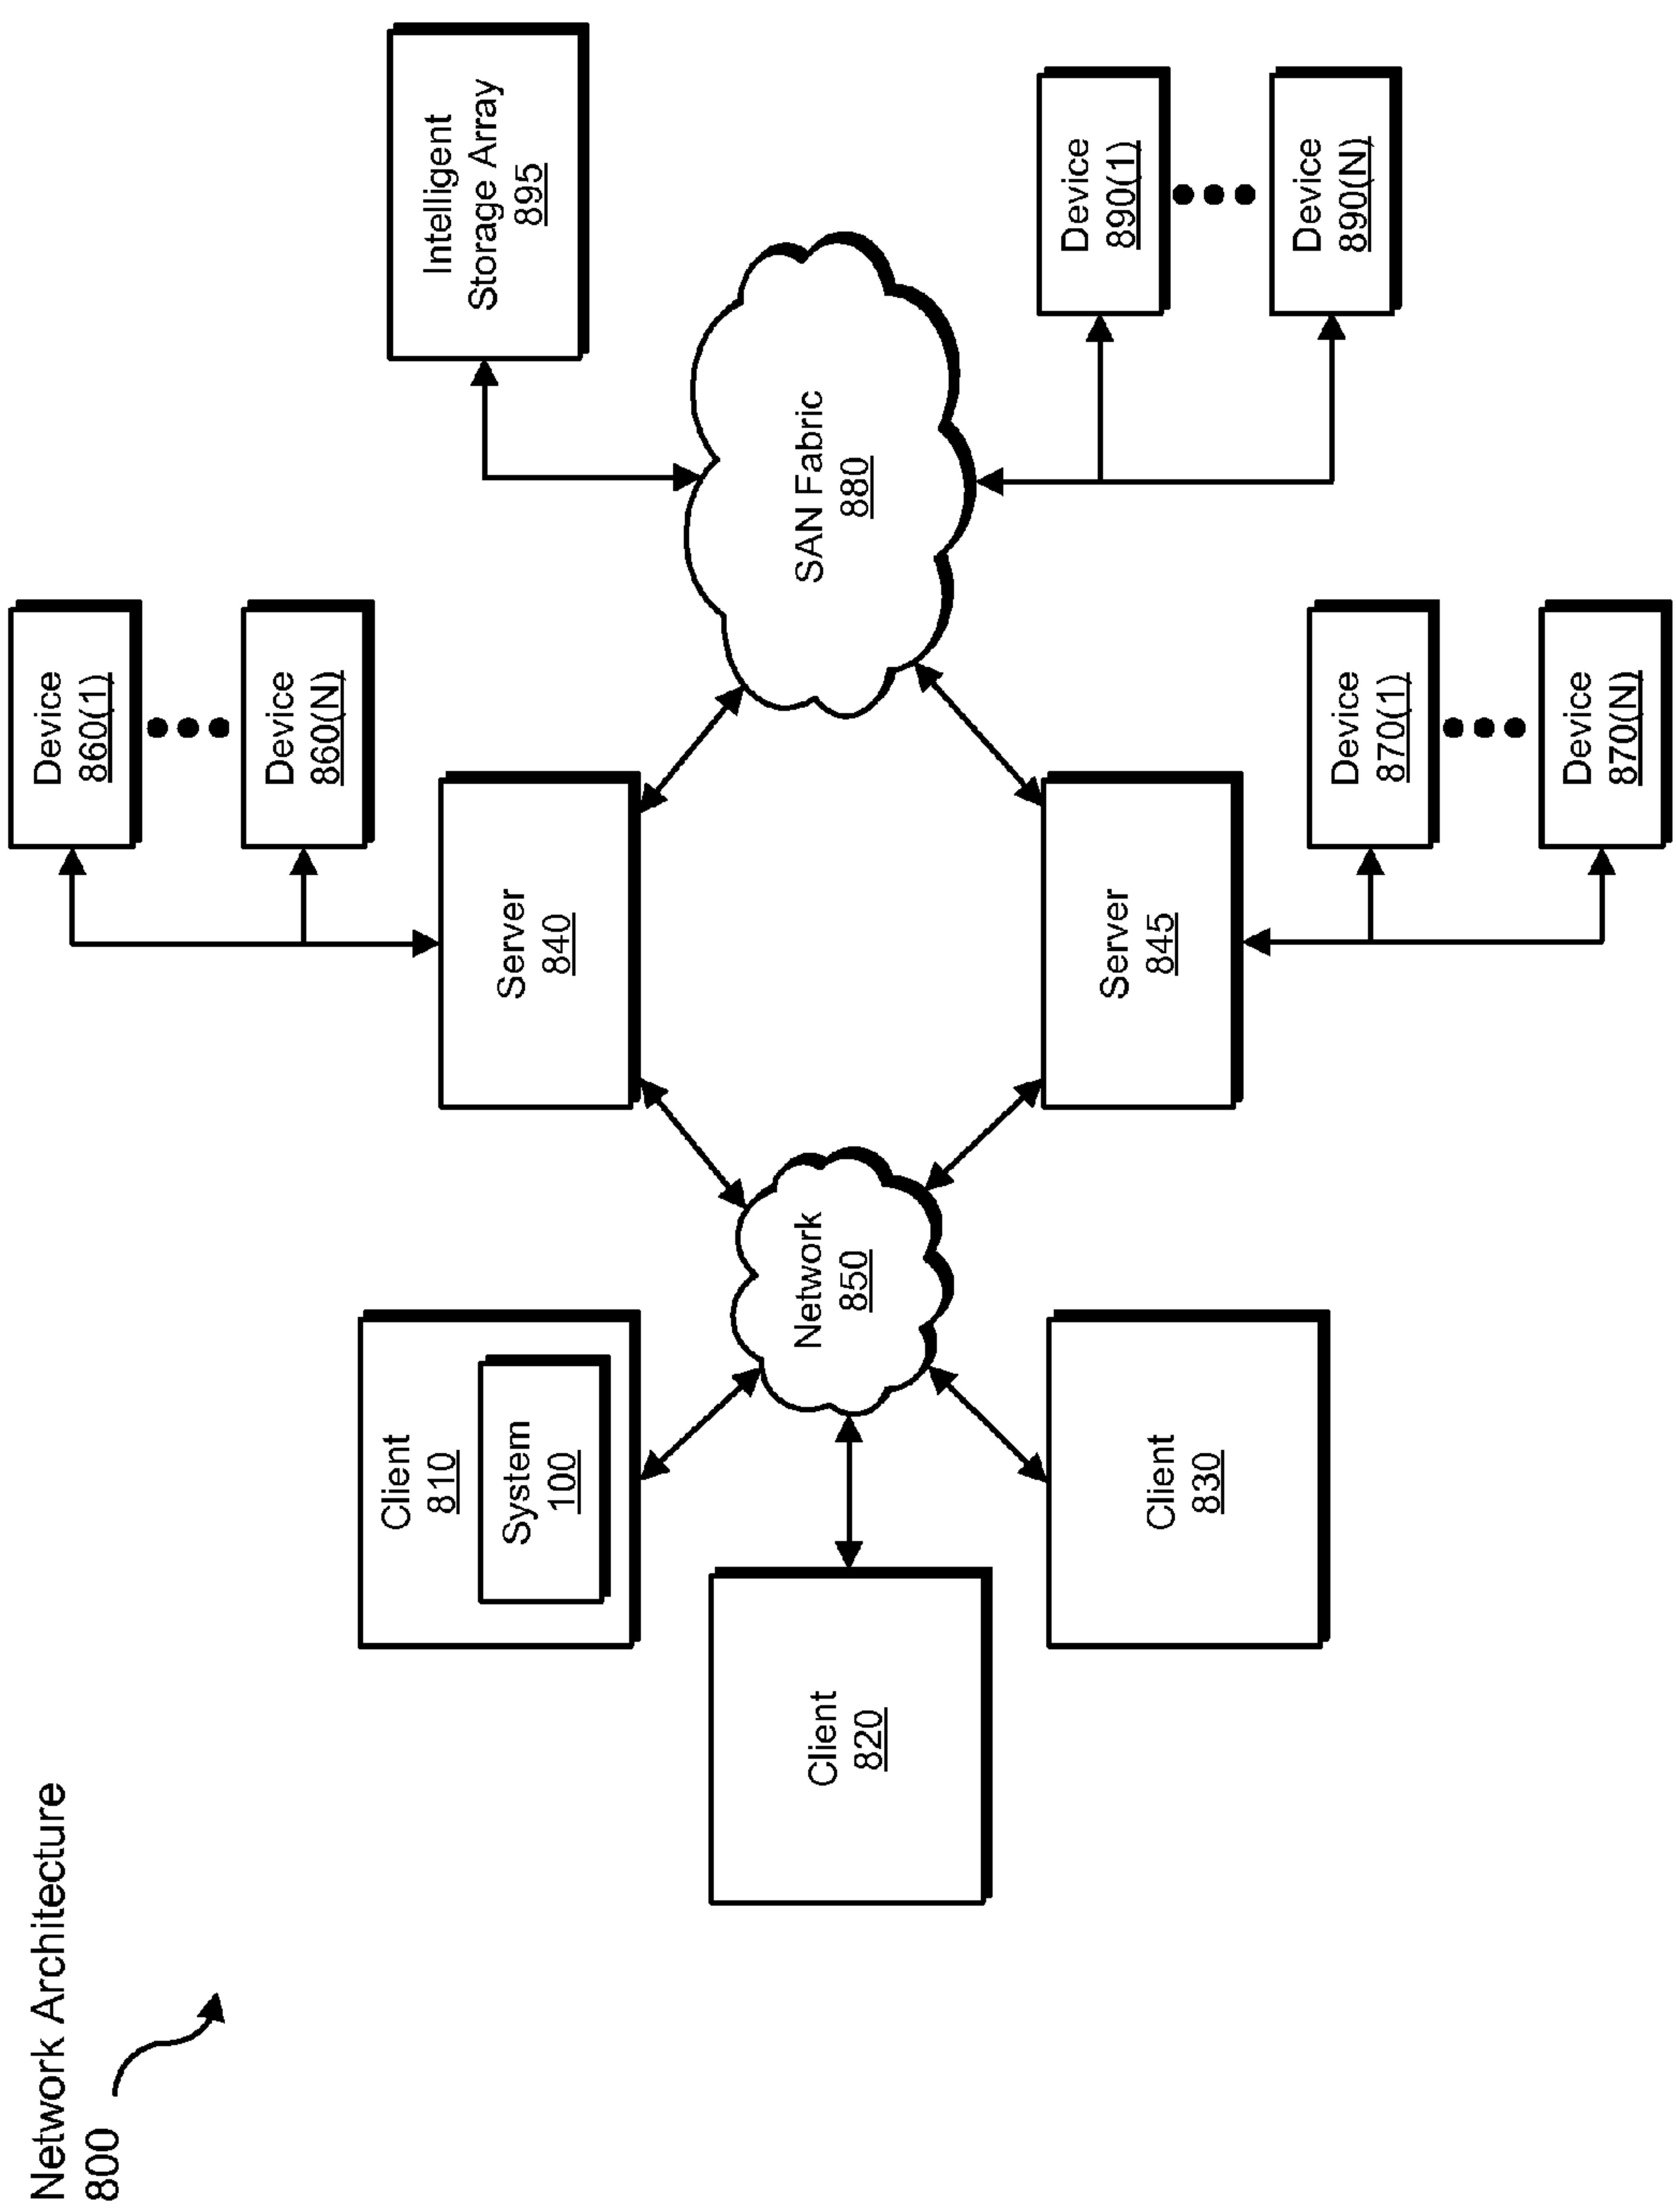 Network Architecture
800
Device
860(1)
Device
860(N)
Intelligent
Storage Array
895
Client
810
System
100
Server
840
Client
820
Network
850
SAN Fabric
880
Client
830
Server
845
Device
890(1)
Device
890(N)
Device
870(1)
Device
870(N)